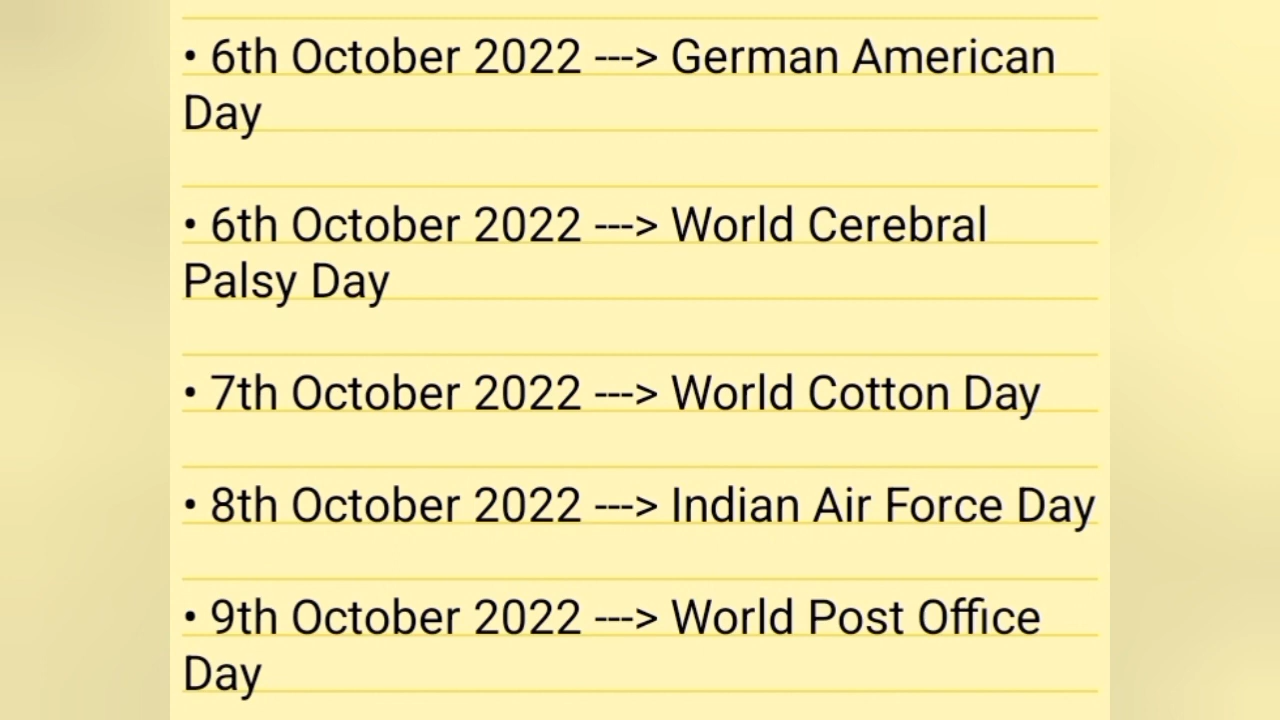 • 6th October 2022 ---> German American
Day
• 6th October 2022 ---> World Cerebral
Palsy Day
• 7th October 2022 ---> World Cotton Day
• 8th October 2022 ---> Indian Air Force Day
• 9th October 2022 ---> World Post Office
Day